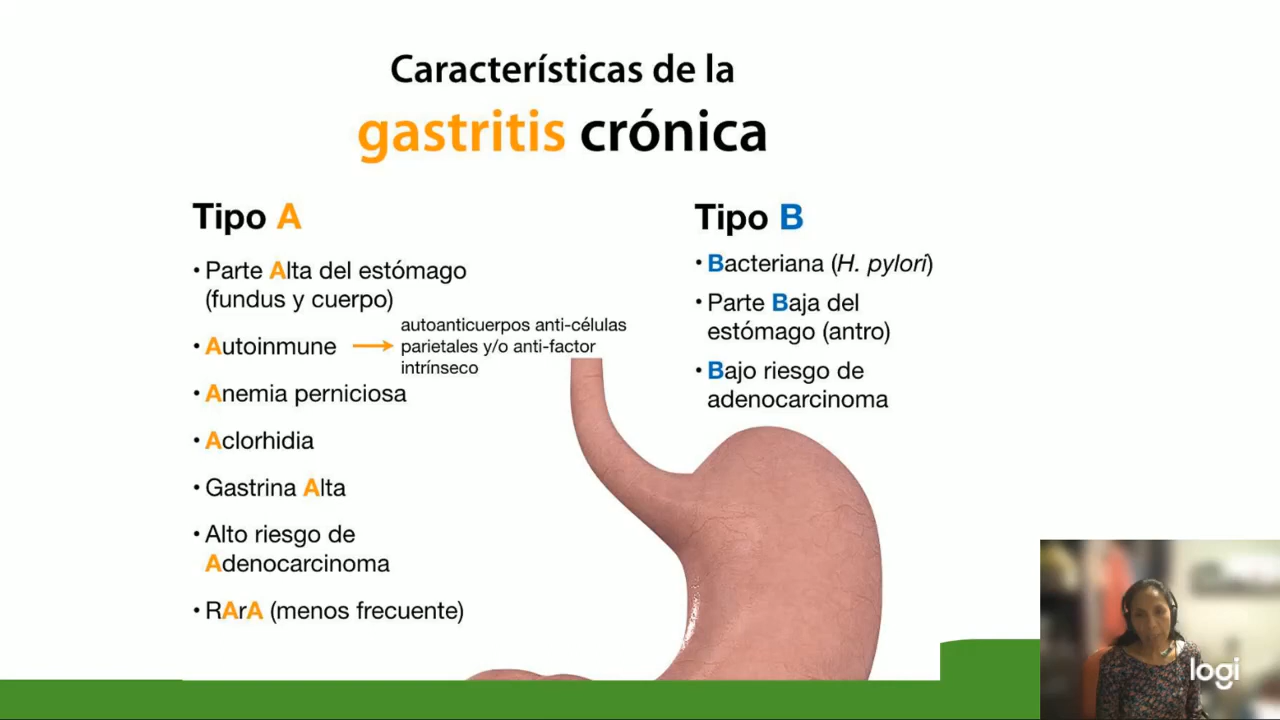 Características de la
gastritis crónica
Tipo A
• Parte Alta del estómago
(fundus y cuerpo)
• Autoinmune
autoanticuerpos anti-células
parietales y/o anti-factor
intrínseco
• Anemia perniciosa
• Aclorhidia
• Gastrina Alta
• Alto riesgo de
Adenocarcinoma
• RArA (menos frecuente)
Tipo B
• Bacteriana (H. pylori)
• Parte Baja del
estómago (antro)
• Bajo riesgo de
adenocarcinoma
logi